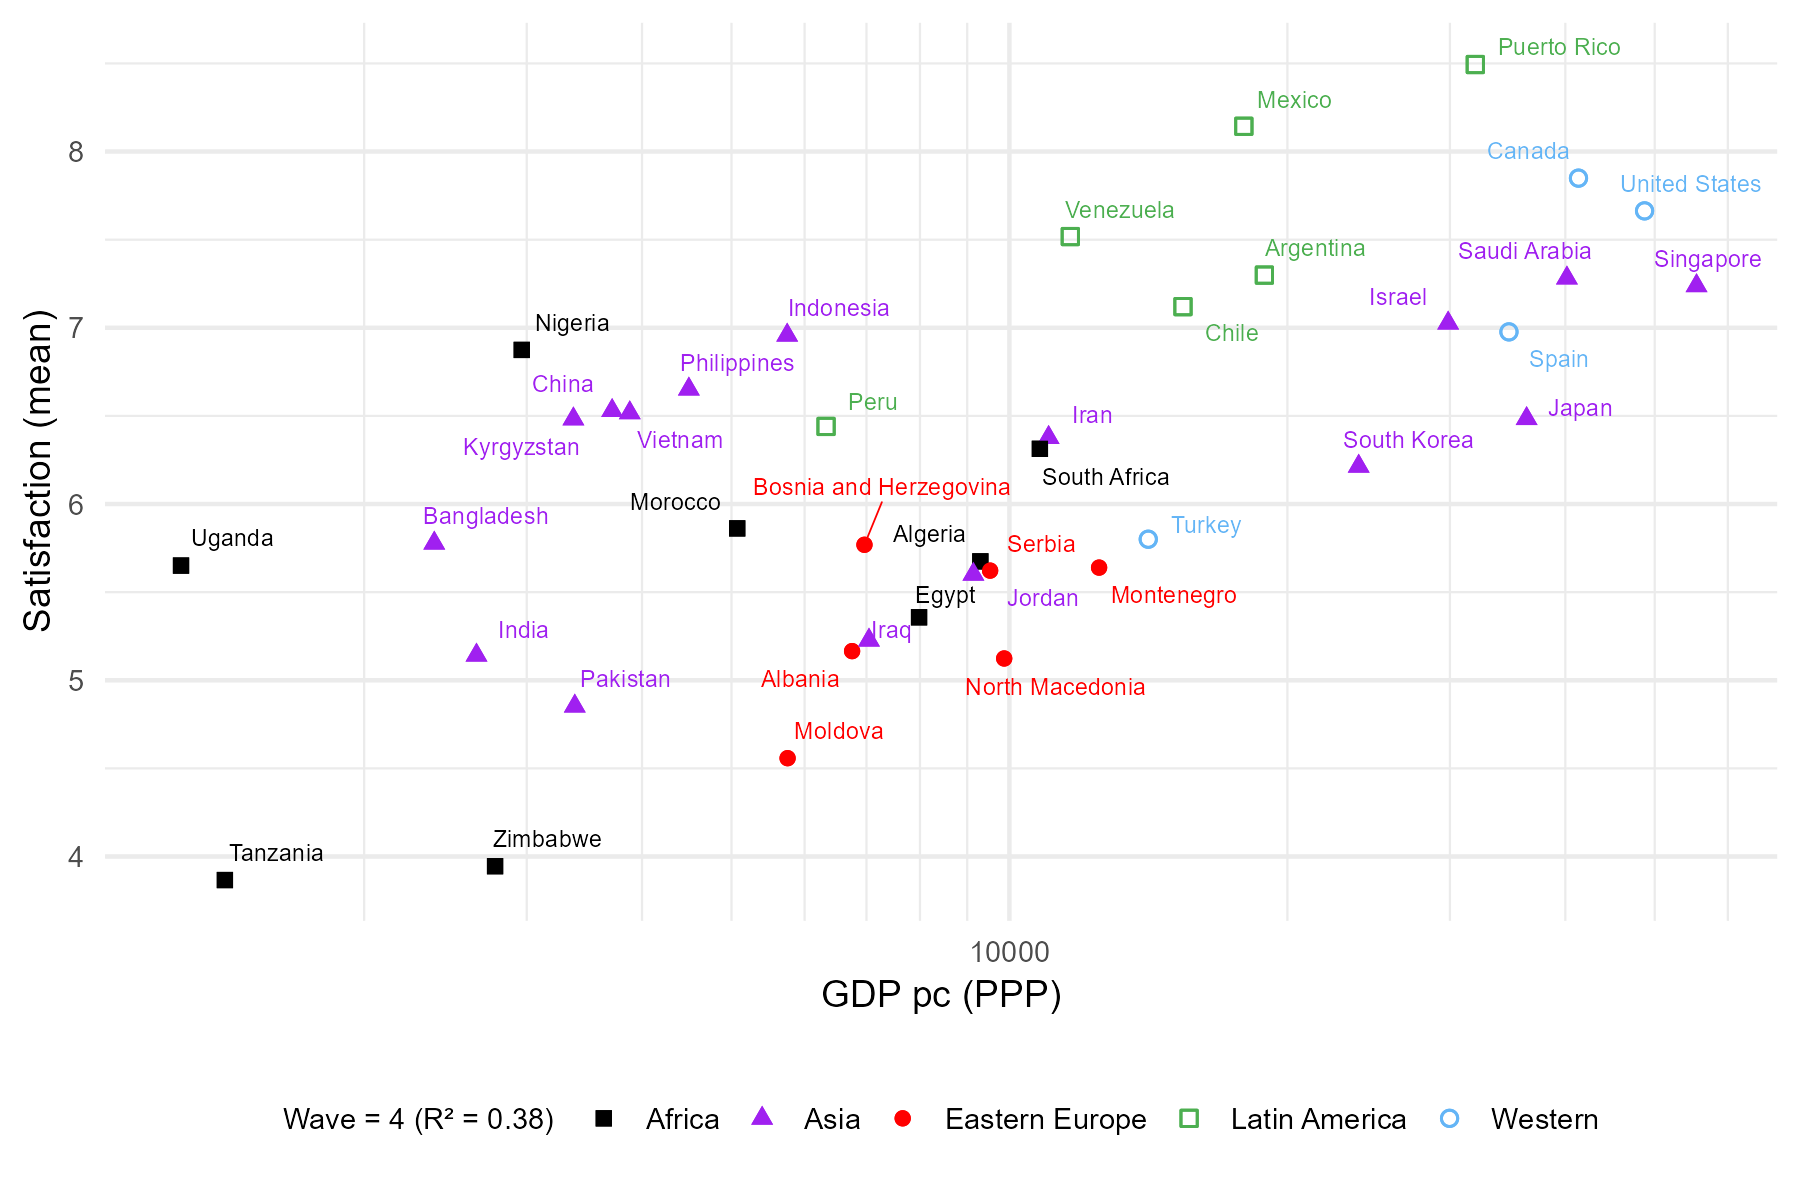 Puerto Rico
Mexico
Canada
United States
Venezuela
Argentina
Saudi Arabia
Singapore
Israel
Indonesia
Nigeria
Chile
Spain
Philippines
China
Peru
Japan
Iran
Kyrgyzstan
Vietnam
South Korea
South Africa
Bosnia and Herzegovina
Morocco
Bangladesh
Uganda
Algeria
Serbia
Turkey
Egypt
Jordan
Montenegro
India
Iraq
Pakistan
Albania
North Macedonia
Moldova
Zimbabwe
Tanzania
8
7
6
5
4
Satisfaction (mean)
10000
GDP pc (PPP)
Wave = 4 (R² = 0.38) Africa Asia Eastern Europe Latin America Western